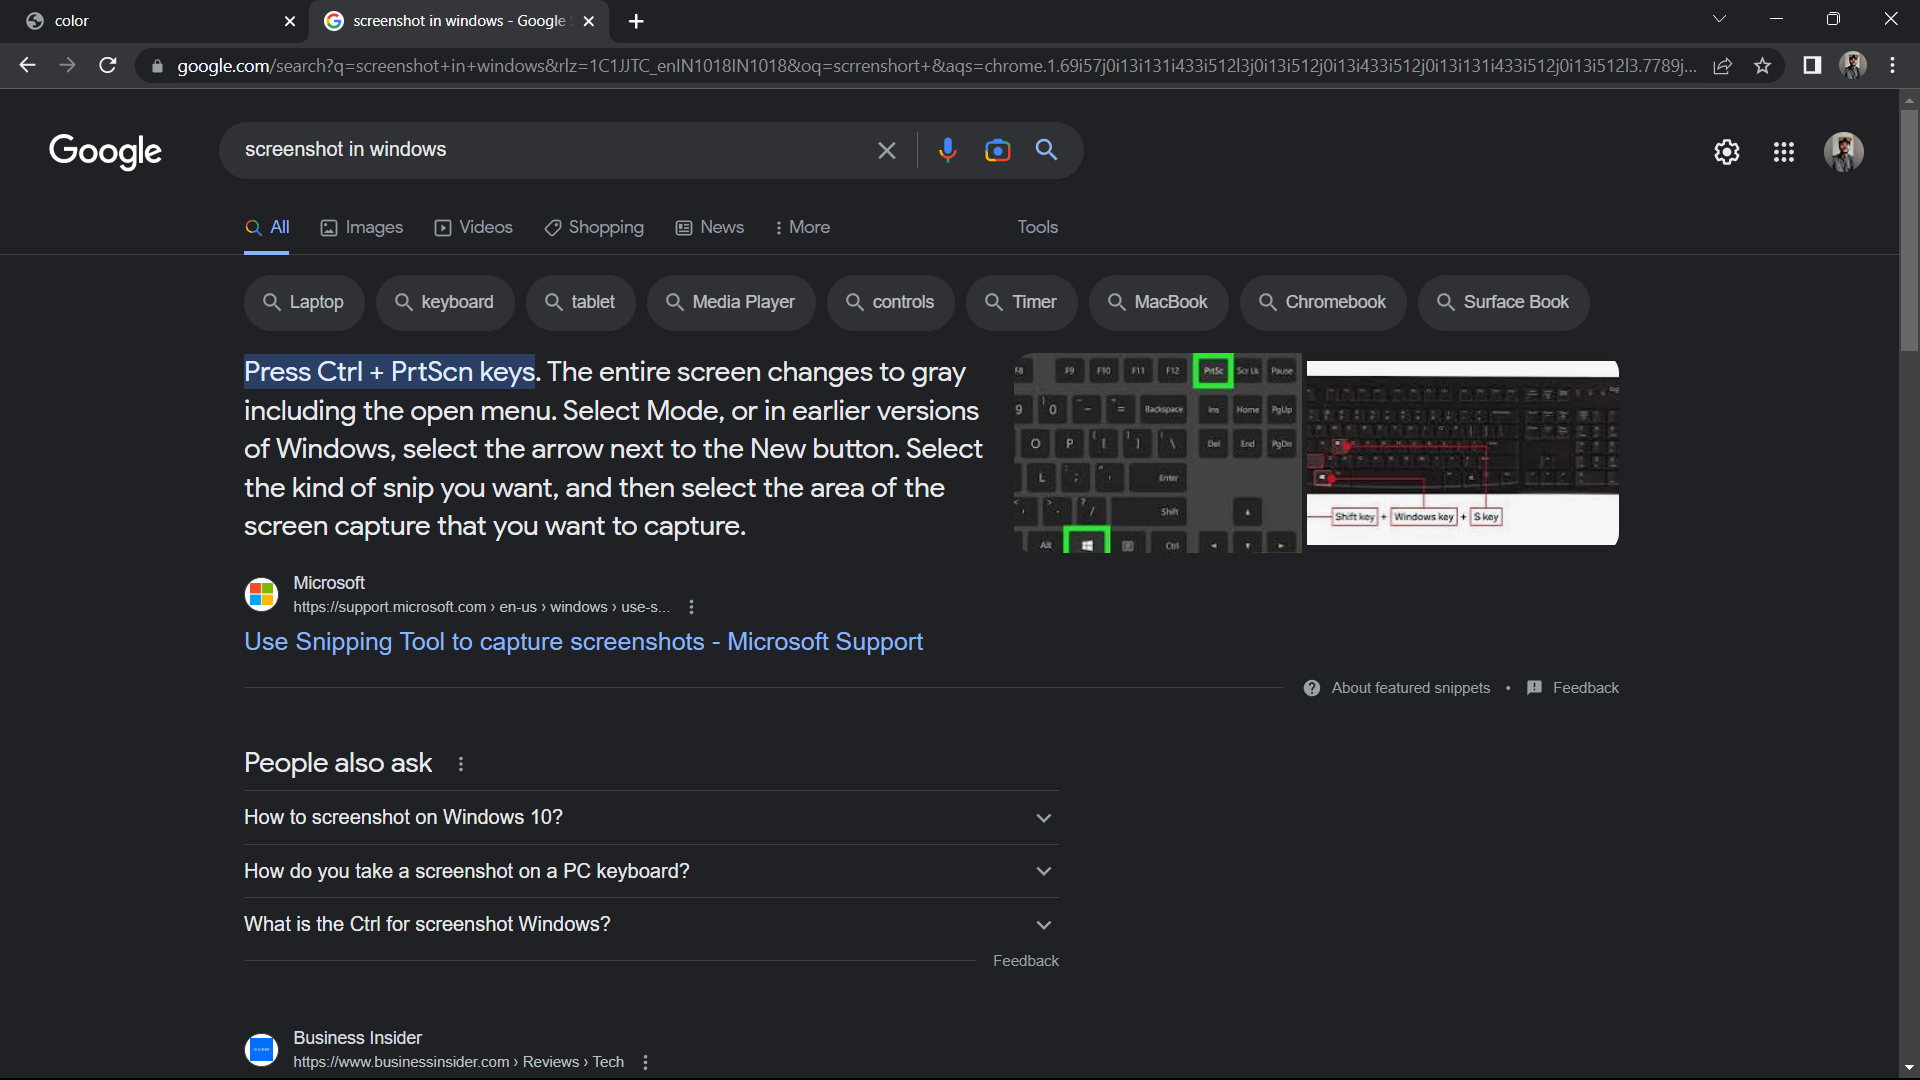 color
screenshot in windows - Google
google.com/search?q=screenshot+in+windows&rlz=1C1JJTC_enIN1018IN1018&oq=scrrenshort+&aqs=chrome.1.69i57j0i13i131i433i512l3j0i13i512j0i13i433i512j0i13i131i433i512j0i13i512l3.7789j...
Google
screenshot in windows
All Images Videos Shopping News More Tools
Laptop keyboard tablet Media Player controls Timer MacBook Chromebook Surface Book
Press Ctrl + PrtScn keys. The entire screen changes to gray
including the open menu. Select Mode, or in earlier versions
of Windows, select the arrow next to the New button. Select
the kind of snip you want, and then select the area of the
screen capture that you want to capture.
F8 F9 F10 F11 F12 PrtSc Scr Lk Pause
9 0 - = Backspace Ins Home PgUp
O P { [ } ] \ Del End PgDn
L : ; Enter
< > . ? / Shift
Alt Ctrl
Shift key + Windows key + S key
Microsoft
https://support.microsoft.com › en-us › windows › use-s...
Use Snipping Tool to capture screenshots - Microsoft Support
About featured snippets • Feedback
People also ask
How to screenshot on Windows 10?
How do you take a screenshot on a PC keyboard?
What is the Ctrl for screenshot Windows?
Feedback
Business Insider
https://www.businessinsider.com › Reviews › Tech